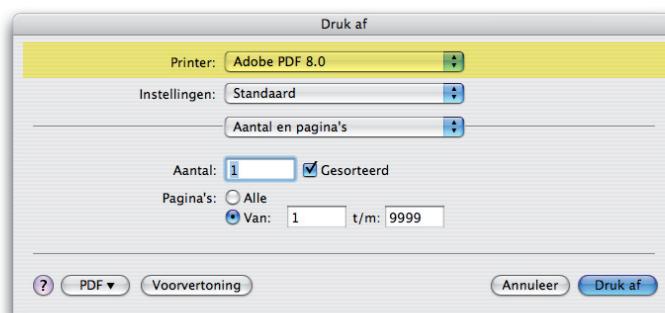 Druk af
Printer: Adobe PDF 8.0
Instellingen: Standaard
Aantal en pagina's
Aantal: 1 Gesorteerd
Pagina's: Alle
Van: 1 t/m: 9999
? PDF ▼ Voorvertoning Annuleer Druk af